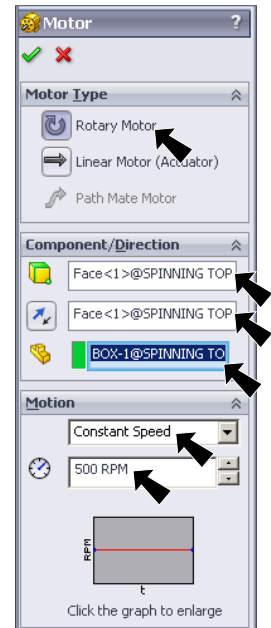 Motor ?
Motor Type
Rotary Motor
Linear Motor (Actuator)
Path Mate Motor
Component/Direction
Face<1>@SPINNING TOP
Face<1>@SPINNING TOP
BOX-1@SPINNING TO
Motion
Constant Speed
500 RPM
RPM
t
Click the graph to enlarge